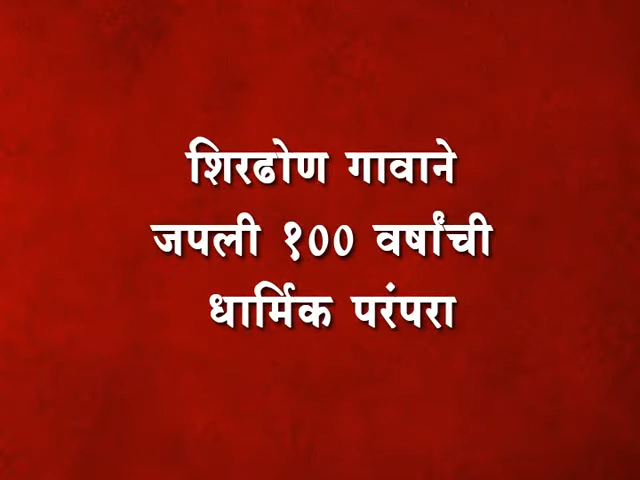 शिरढोण गावाने
जपली १०० वर्षांची
धार्मिक परंपरा